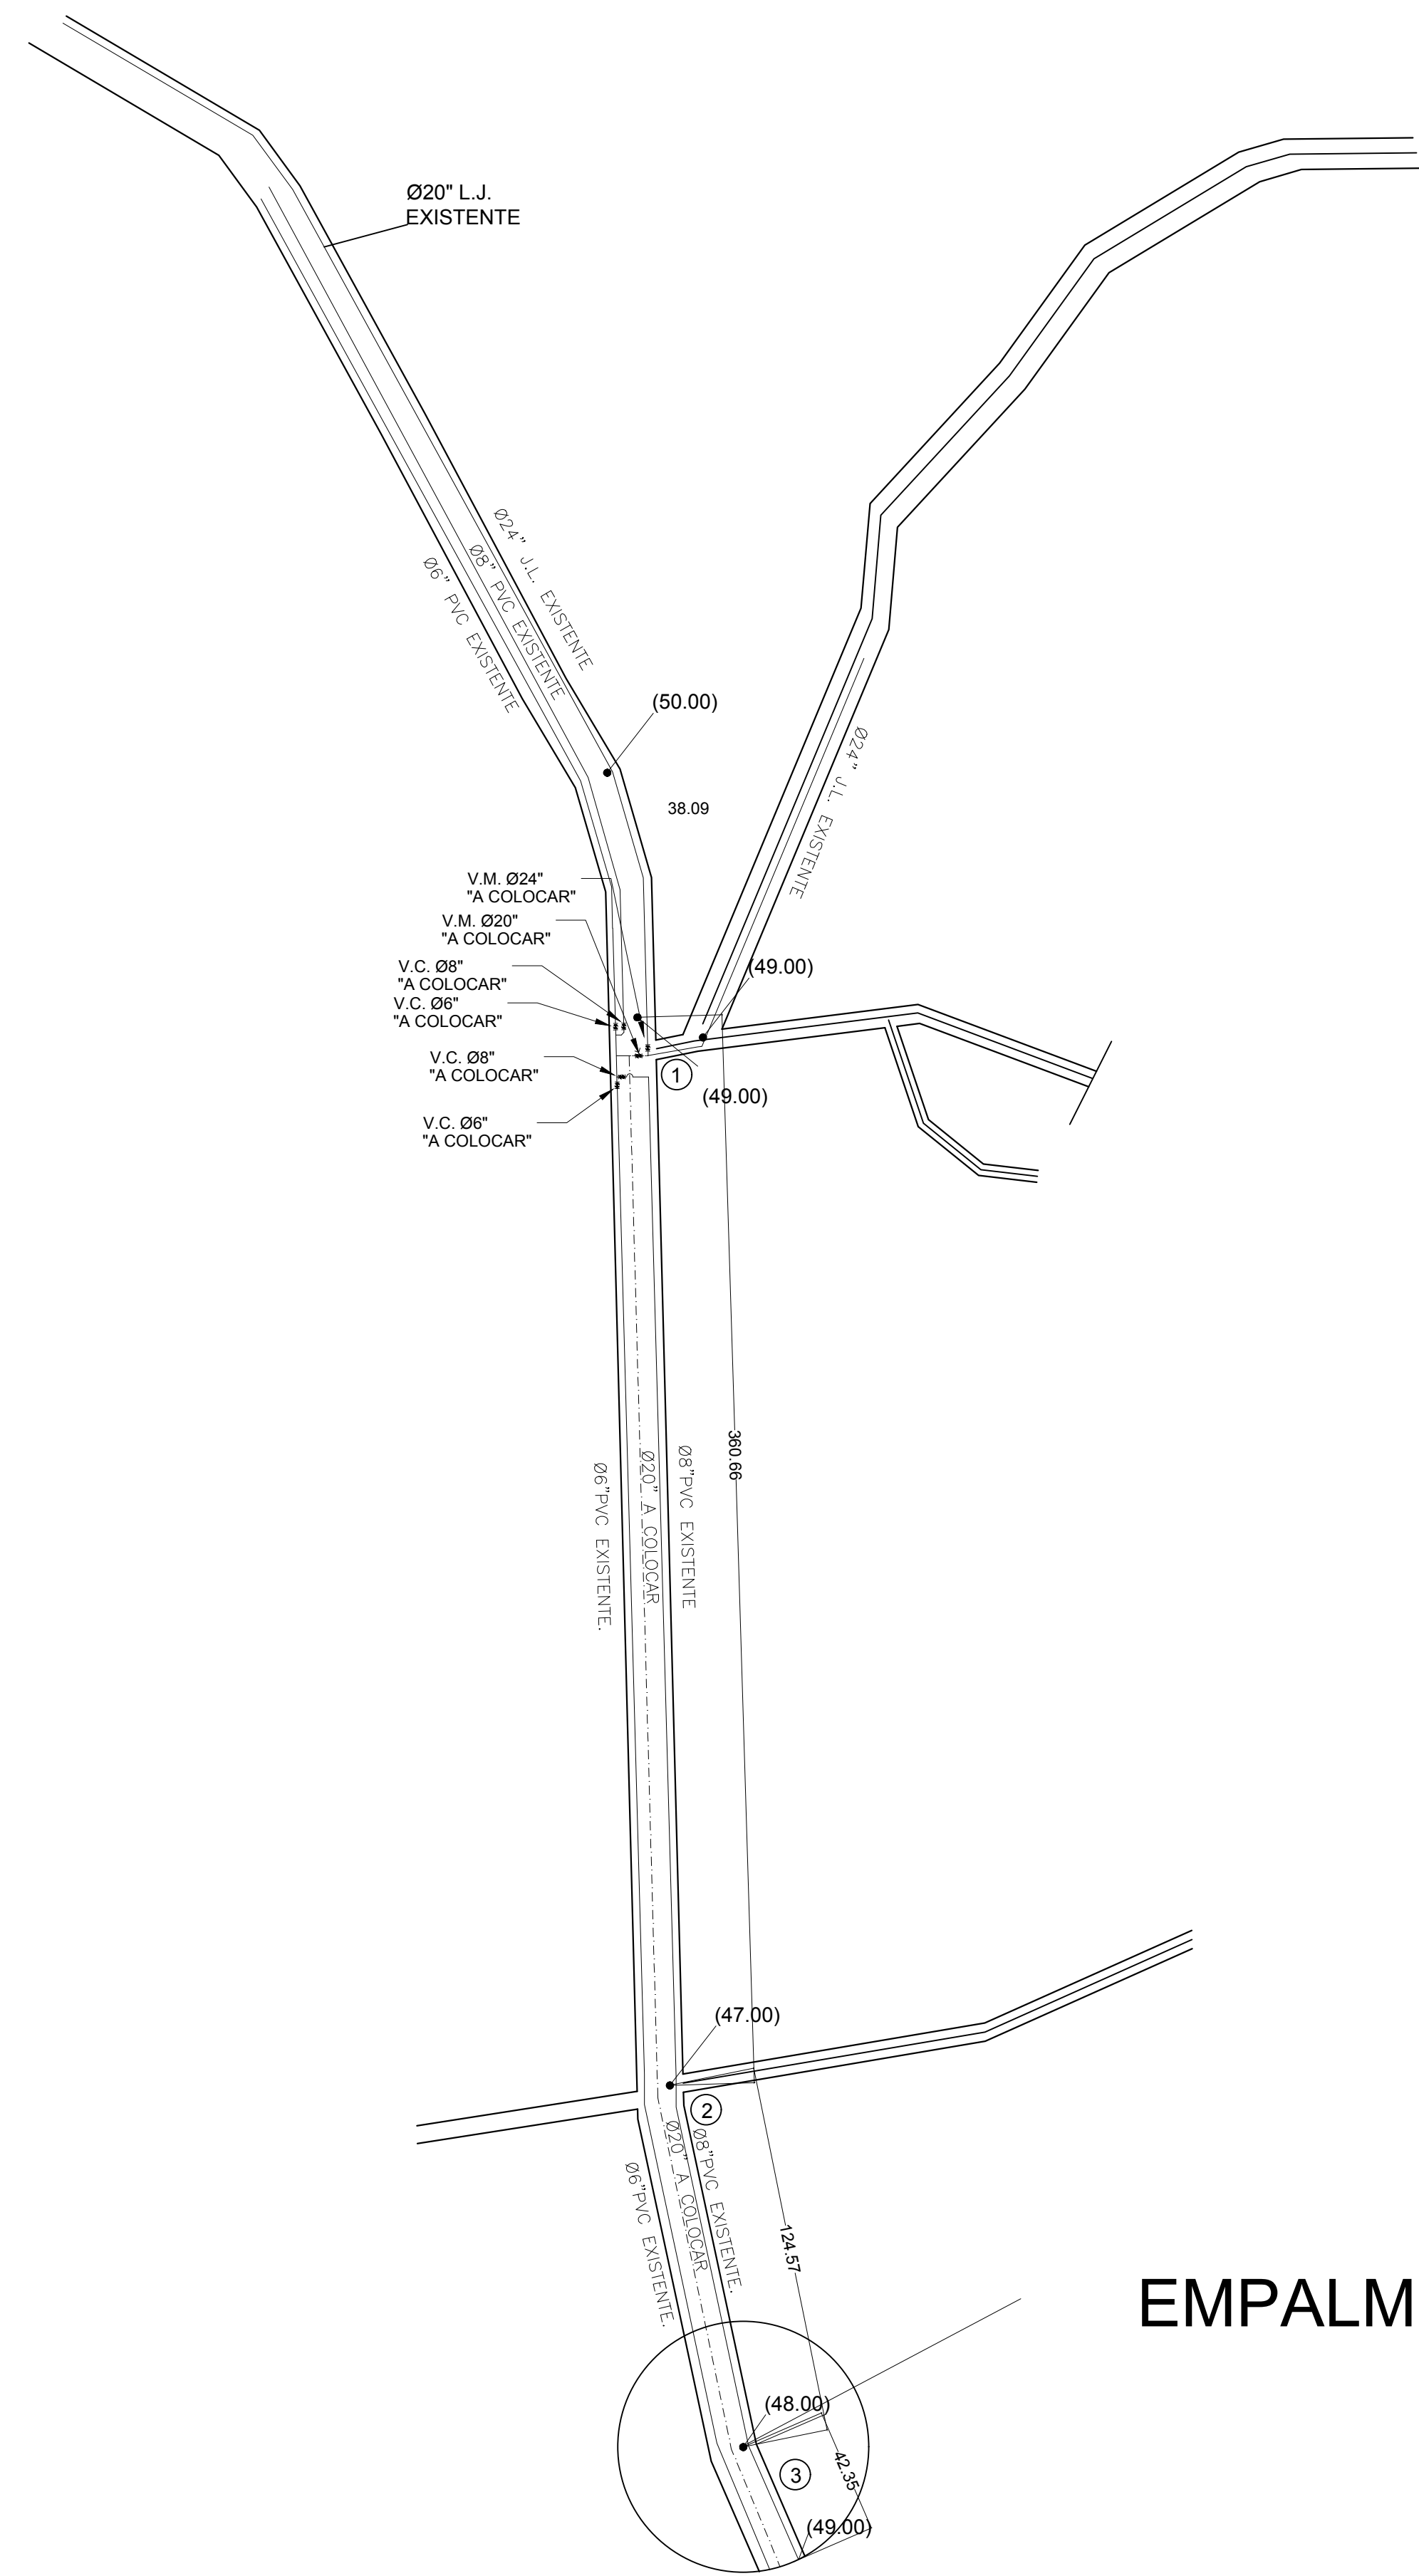 Ø20" L.J.
EXISTENTE
Ø24" J.L. EXISTENTE
Ø8" PVC EXISTENTE
Ø6" PVC EXISTENTE
(50.00)
Ø24" J.L. EXISTENTE
38.09
V.M. Ø24"
"A COLOCAR"
V.M. Ø20"
"A COLOCAR"
V.C. Ø8"
"A COLOCAR"
(49.00)
V.C. Ø6"
"A COLOCAR"
V.C. Ø8"
"A COLOCAR"
1
(49.00)
V.C. Ø6"
"A COLOCAR"
360.66
Ø6"PVC EXISTENTE.
Ø20" A COLOCAR
Ø8"PVC EXISTENTE
(47.00)
2
Ø6"PVC EXISTENTE.
Ø20" A COLOCAR
Ø8"PVC EXISTENTE.
124.57
EMPALM
(48.00)
3
42.35
(49.00)